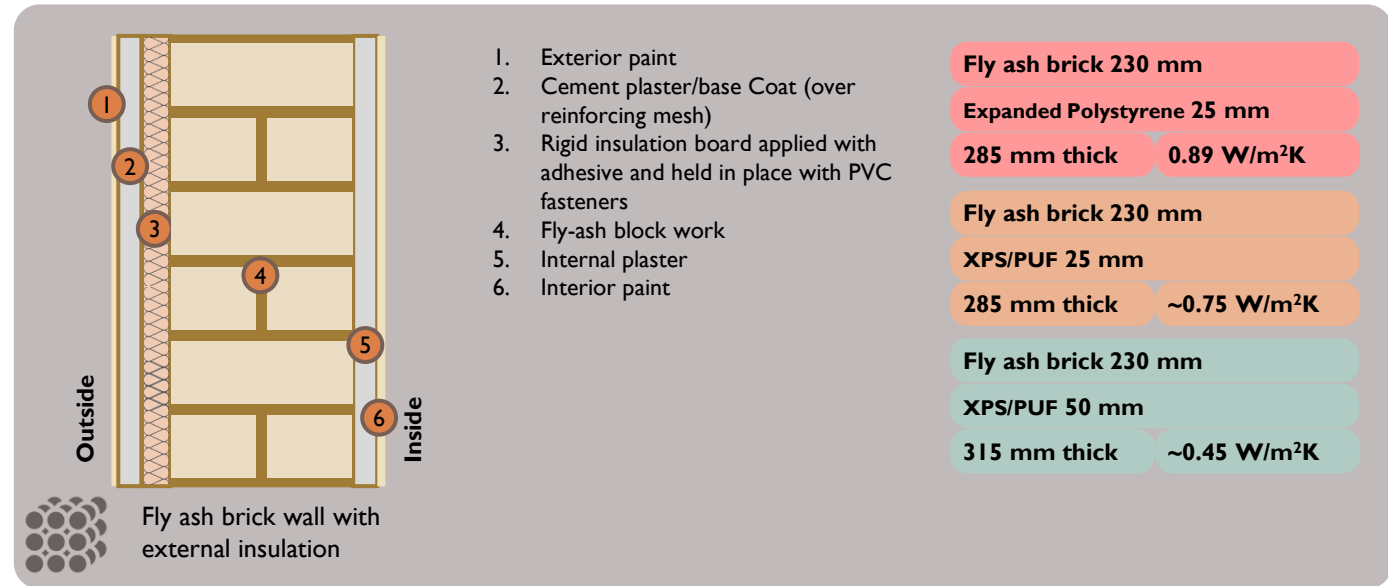 1
2
3
4
5
6
Outside
Inside
Fly ash brick wall with
external insulation
1. Exterior paint
2. Cement plaster/base Coat (over
reinforcing mesh)
3. Rigid insulation board applied with
adhesive and held in place with PVC
fasteners
4. Fly-ash block work
5. Internal plaster
6. Interior paint
Fly ash brick 230 mm
Expanded Polystyrene 25 mm
285 mm thick 0.89 W/m²K
Fly ash brick 230 mm
XPS/PUF 25 mm
285 mm thick ~0.75 W/m²K
Fly ash brick 230 mm
XPS/PUF 50 mm
315 mm thick ~0.45 W/m²K